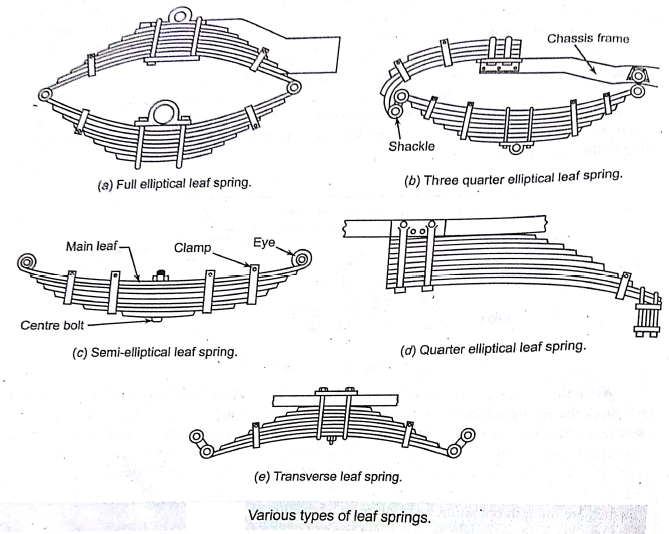 Chassis frame
Shackle
(a) Full elliptical leaf spring.
(b) Three quarter elliptical leaf spring.
Main leaf
Clamp
Eye
Centre bolt
(c) Semi-elliptical leaf spring.
(d) Quarter elliptical leaf spring.
(e) Transverse leaf spring.
Various types of leaf springs.